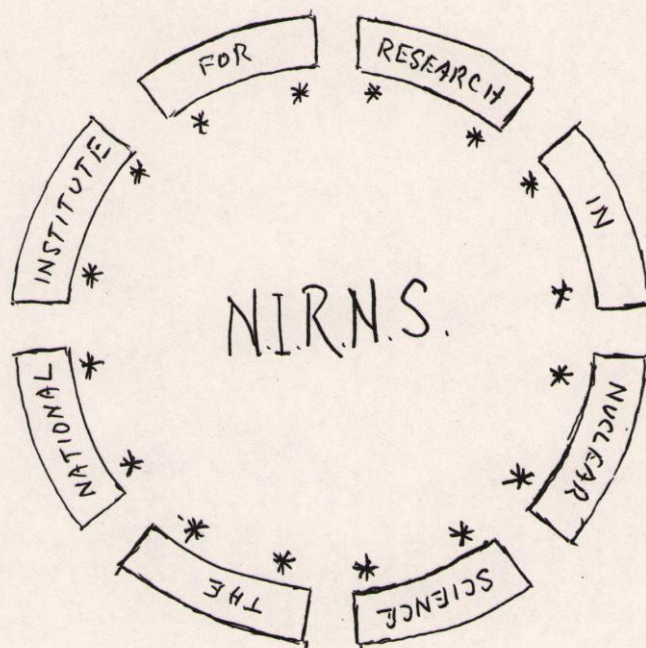 THE
NATIONAL
INSTITUTE
FOR
RESEARCH
IN
NUCLEAR
SCIENCE
N.I.R.N.S.